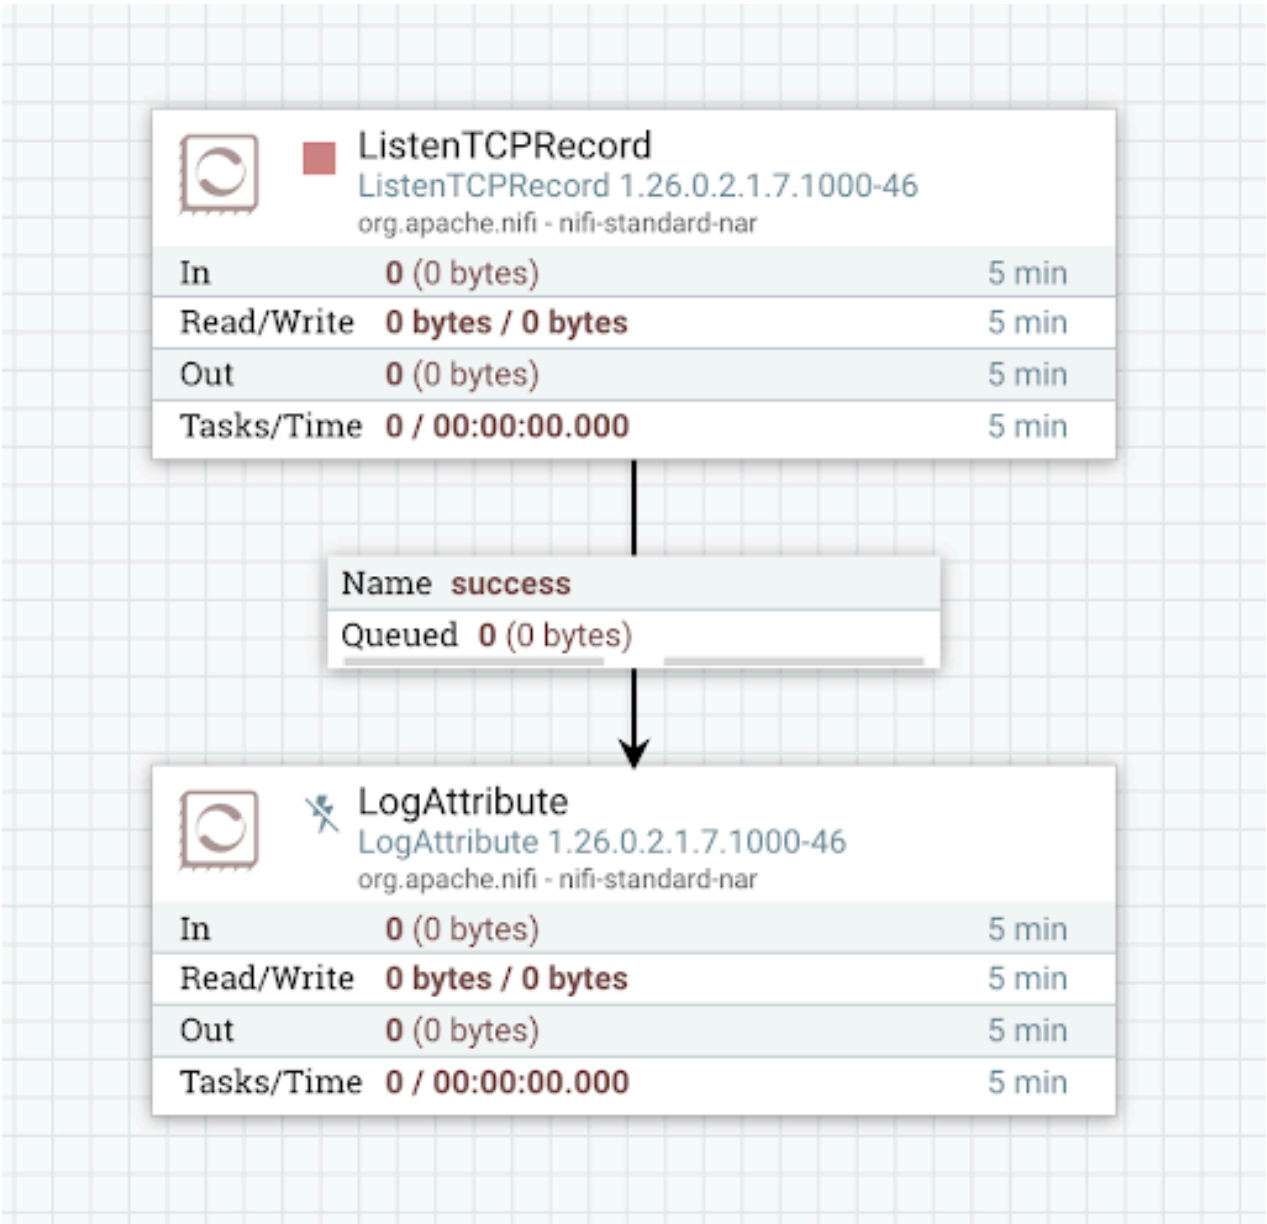 ListenTCPRecord
ListenTCPRecord 1.26.0.2.1.7.1000-46
org.apache.nifi - nifi-standard-nar
In 0 (0 bytes) 5 min
Read/Write 0 bytes / 0 bytes 5 min
Out 0 (0 bytes) 5 min
Tasks/Time 0 / 00:00:00.000 5 min
Name success
Queued 0 (0 bytes)
LogAttribute
LogAttribute 1.26.0.2.1.7.1000-46
org.apache.nifi - nifi-standard-nar
In 0 (0 bytes) 5 min
Read/Write 0 bytes / 0 bytes 5 min
Out 0 (0 bytes) 5 min
Tasks/Time 0 / 00:00:00.000 5 min